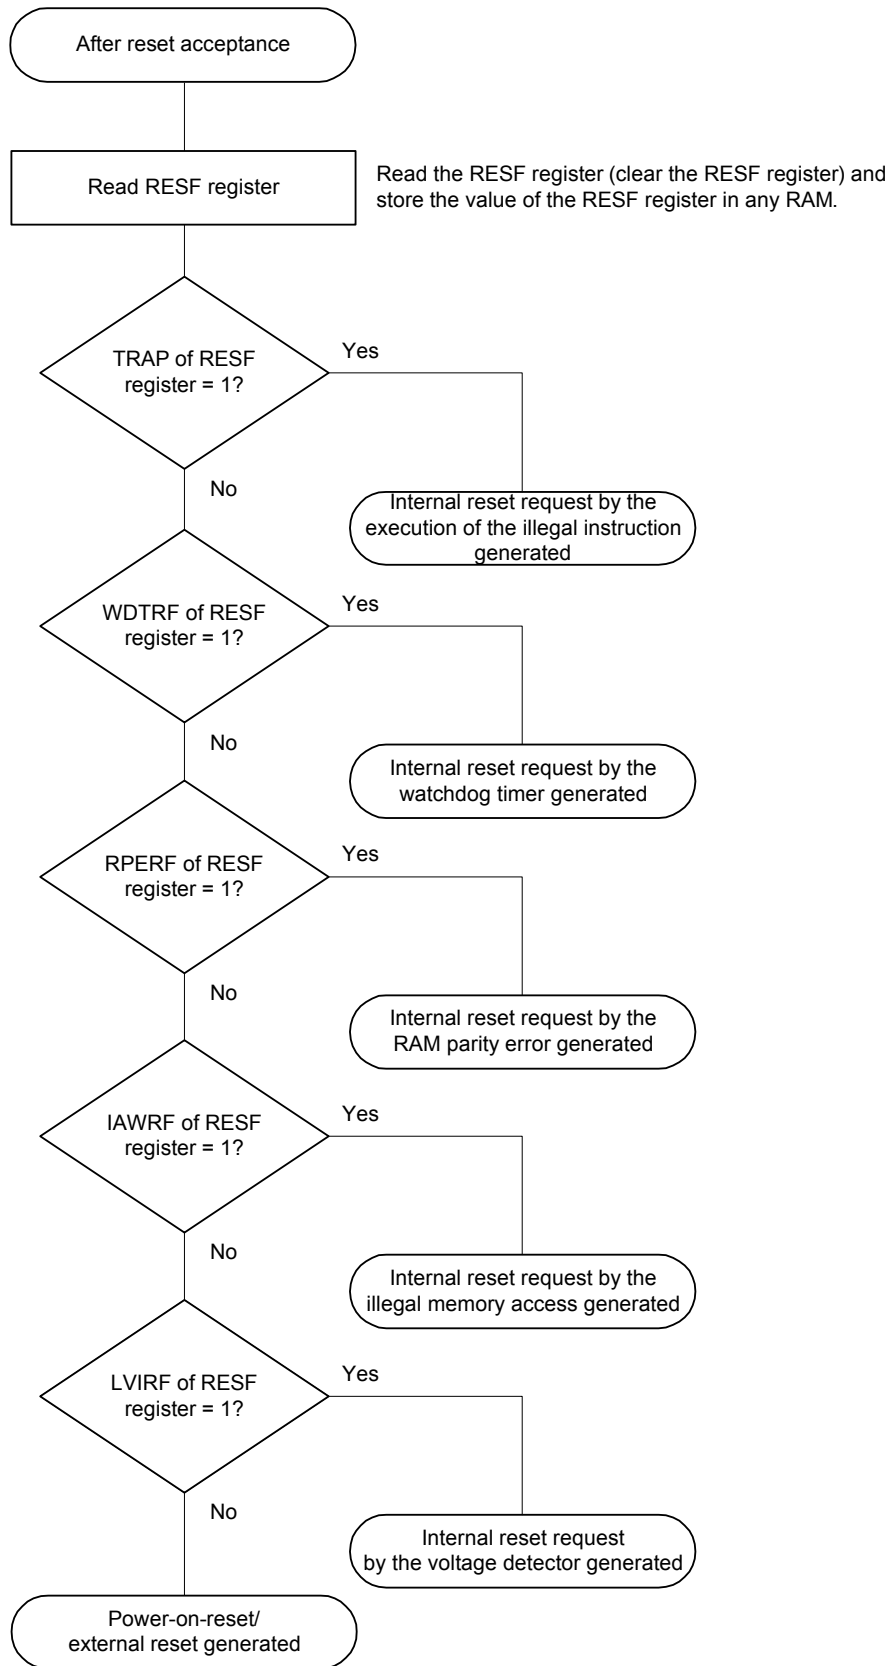 After reset acceptance
Read RESF register
Read the RESF register (clear the RESF register) and
store the value of the RESF register in any RAM.
TRAP of RESF
register = 1?
Yes
No
Internal reset request by the
execution of the illegal instruction
generated
WDTRF of RESF
register = 1?
Yes
No
Internal reset request by the
watchdog timer generated
RPERF of RESF
register = 1?
Yes
No
Internal reset request by the
RAM parity error generated
IAWRF of RESF
register = 1?
Yes
No
Internal reset request by the
illegal memory access generated
LVIRF of RESF
register = 1?
Yes
No
Internal reset request
by the voltage detector generated
Power-on-reset/
external reset generated